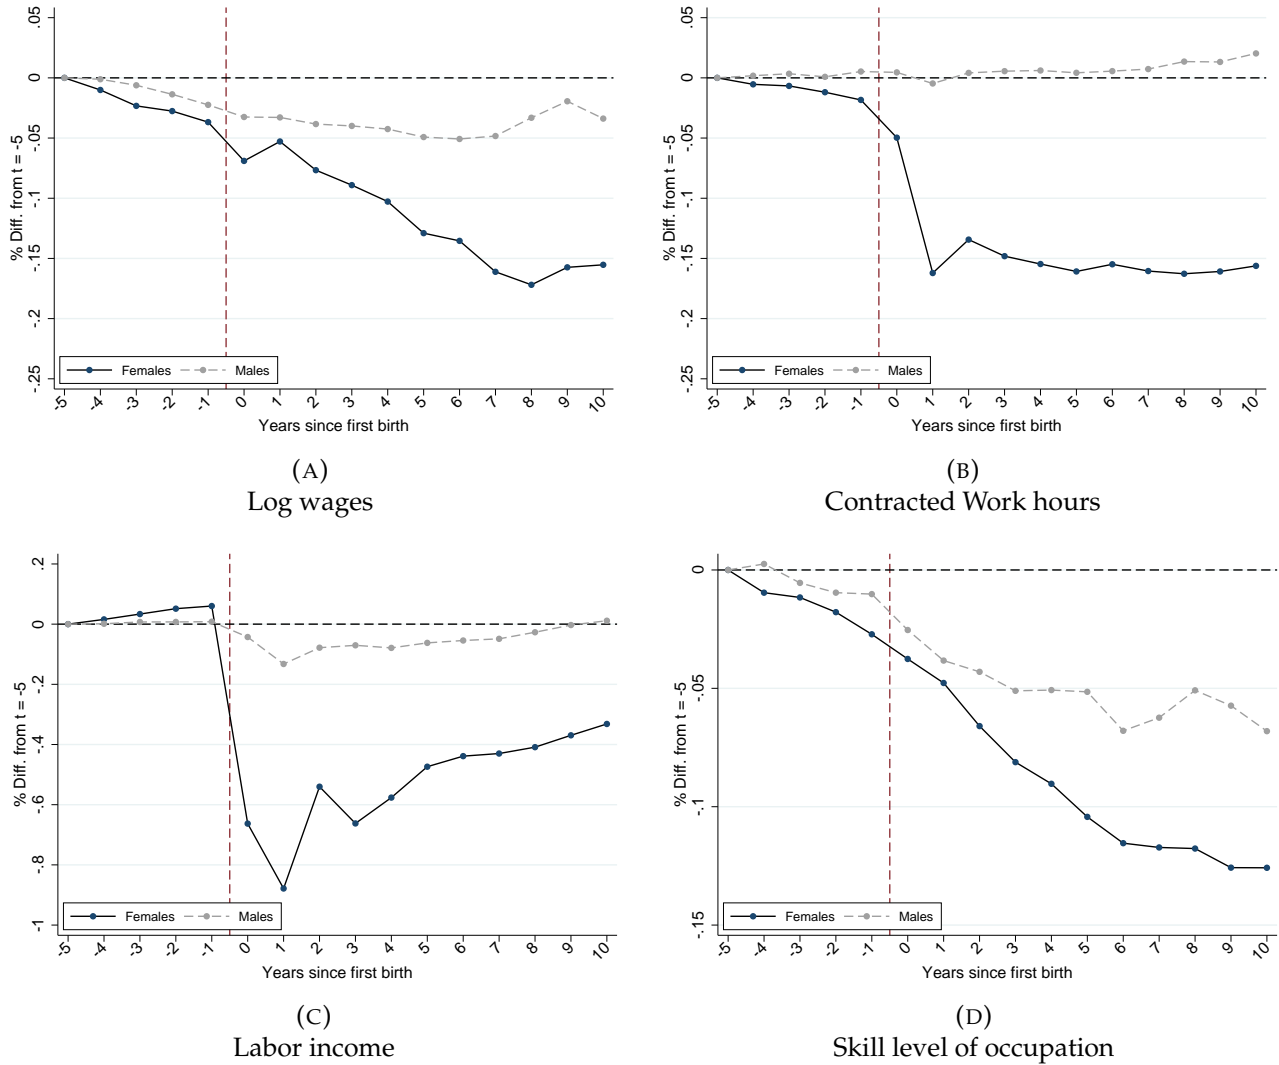 .05
0
-.05
-.1
-.15
-.2
-.25
% Diff. from t = -5
Females Males
-5 -4 -3 -2 -1 0 1 2 3 4 5 6 7 8 9 10
Years since first birth
(A)
Log wages
.05
0
-.05
-.1
-.15
-.2
-.25
% Diff. from t = -5
Females Males
-5 -4 -3 -2 -1 0 1 2 3 4 5 6 7 8 9 10
Years since first birth
(B)
Contracted Work hours
.2
0
-.2
-.4
-.6
-.8
-1
% Diff. from t = -5
Females Males
-5 -4 -3 -2 -1 0 1 2 3 4 5 6 7 8 9 10
Years since first birth
(C)
Labor income
0
-.05
-.1
-.15
% Diff. from t = -5
Females Males
-5 -4 -3 -2 -1 0 1 2 3 4 5 6 7 8 9 10
Years since first birth
(D)
Skill level of occupation